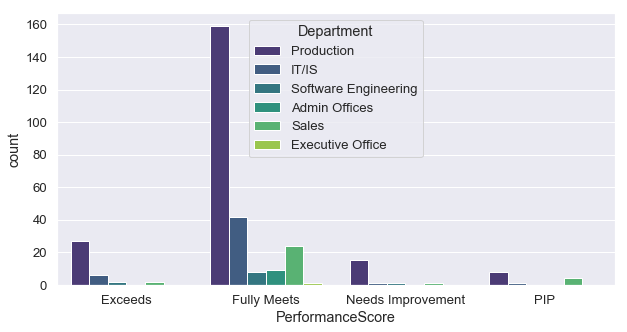 Department
Production
IT/IS
Software Engineering
Admin Offices
Sales
Executive Office
count
160
140
120
100
80
60
40
20
0
Exceeds
Fully Meets
Needs Improvement
PIP
PerformanceScore